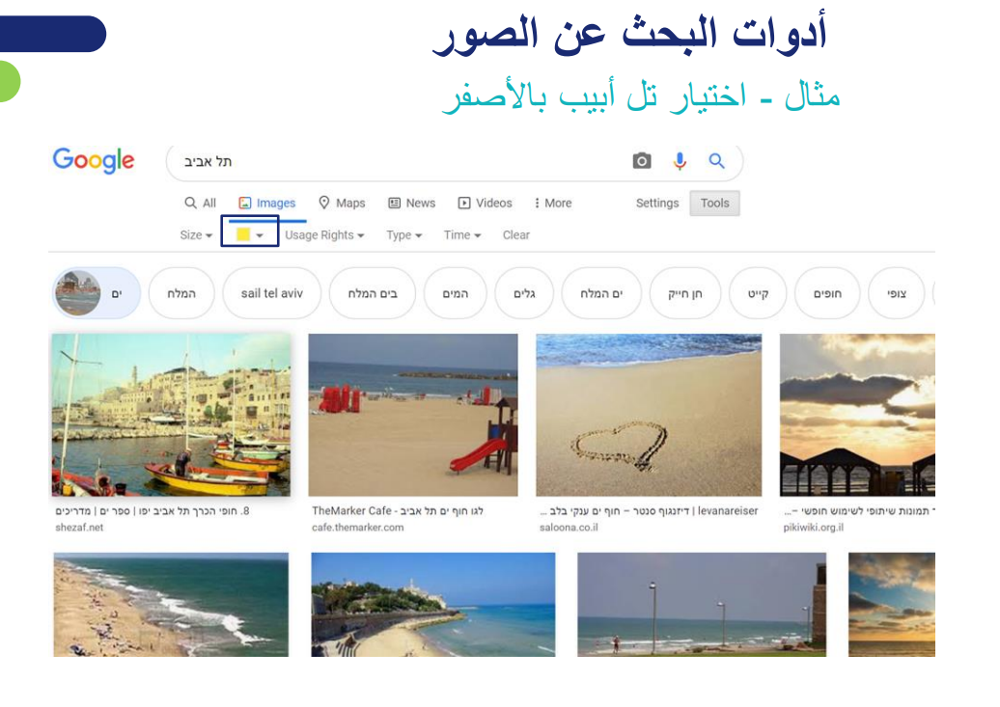 أدوات البحث عن الصور
مثال - اختيار تل أبيب بالأصفر
Google
תל אביב
All Images Maps News Videos More Settings Tools
Size Usage Rights Type Time Clear
ים המלח sail tel aviv בים המלח המים גלים ים המלח חן חייק קייט חופים צופי
8. חופי הכרך תל אביב יפו | ספר ים | מדריכים
shezaf.net
לגו חוף ים תל אביב - TheMarker Cafe
cafe.themarker.com
levanareiser | דיזנגוף סנטר – חוף ים ענקי בלב ...
saloona.co.il
ר תמונות שיתופי לשימוש חופשי –...
pikiwiki.org.il